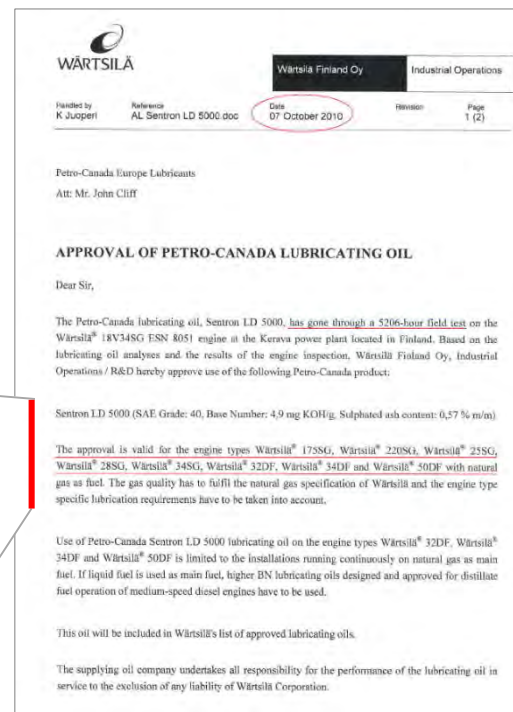 WÄRTSILÄ
Wärtsilä Finland Oy
Industrial Operations
Handled by
Reference
Date
Revision
Page
K Juoperi
AL Sentron LD 5000.doc
07 October 2010
1 (2)
Petro-Canada Europe Lubricants
Att: Mr. John Cliff
APPROVAL OF PETRO-CANADA LUBRICATING OIL
Dear Sir,
The Petro-Canada lubricating oil, Sentron LD 5000, has gone through a 5206-hour field test on the
Wärtsilä® 18V34SG ESN 8051 engine at the Kerava power plant located in Finland. Based on the
lubricating oil analyses and the results of the engine inspection, Wärtsilä Finland Oy, Industrial
Operations / R&D hereby approve use of the following Petro-Canada product:
Sentron LD 5000 (SAE Grade: 40, Base Number: 4,9 mg KOH/g, Sulphated ash content: 0,57 % m/m)
The approval is valid for the engine types Wärtsilä® 175SG, Wärtsilä® 220SG, Wärtsilä® 25SG,
Wärtsilä® 28SG, Wärtsilä® 34SG, Wärtsilä® 32DF, Wärtsilä® 34DF and Wärtsilä® 50DF with natural
gas as fuel. The gas quality has to fulfil the natural gas specification of Wärtsilä and the engine type
specific lubrication requirements have to be taken into account.
Use of Petro-Canada Sentron LD 5000 lubricating oil on the engine types Wärtsilä® 32DF, Wärtsilä®
34DF and Wärtsilä® 50DF is limited to the installations running continuously on natural gas as main
fuel. If liquid fuel is used as main fuel, higher BN lubricating oils designed and approved for distillate
fuel operation of medium-speed diesel engines have to be used.
This oil will be included in Wärtsilä's list of approved lubricating oils.
The supplying oil company undertakes all responsibility for the performance of the lubricating oil in
service to the exclusion of any liability of Wärtsilä Corporation.